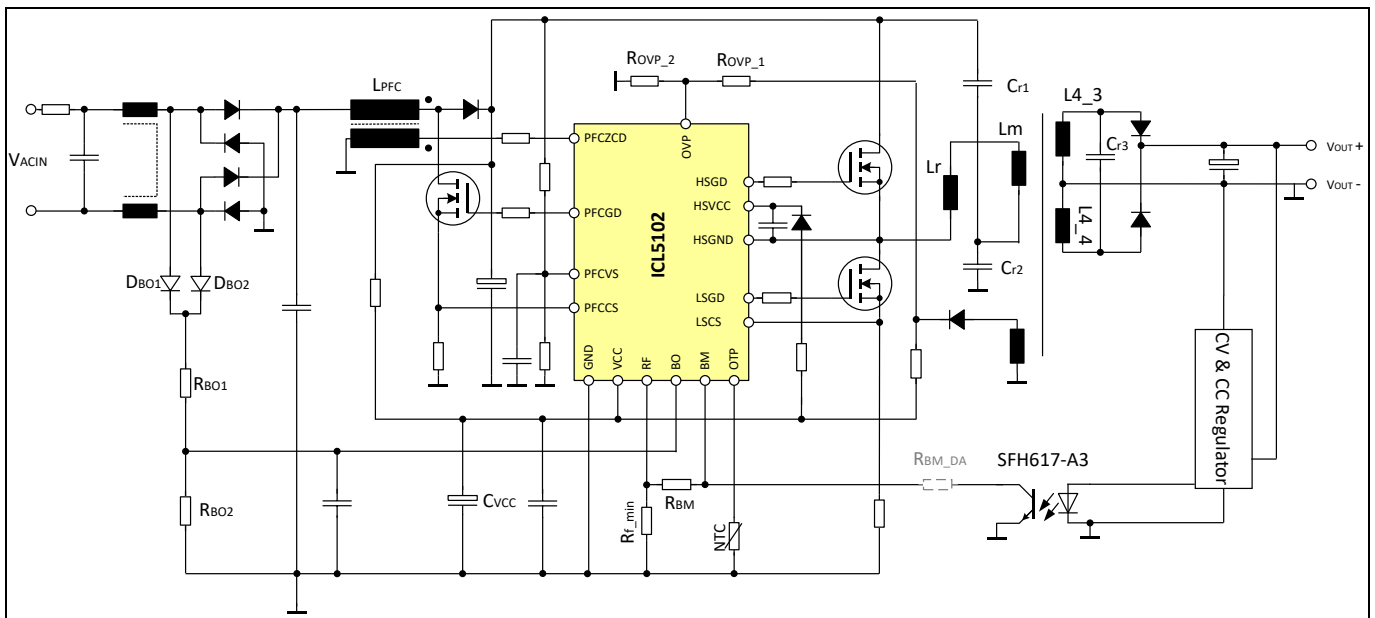 ROVP_2
ROVP_1
LPFC
Cr1
L4_3
PFCZCD
OVP
Lm
Cr3
VOUT +
VACIN
HSGD
Lr
VOUT -
HSVCC
L4_4
PFCGD
ICL5102
HSGND
Cr2
DBO1
DBO2
PFCVS
LSGD
PFCCS
LSCS
GND
VCC
RF
BO
BM
OTP
CV & CC Regulator
RBO1
RBM_DA
SFH617-A3
CVCC
RBM
RBO2
Rf_min
NTC